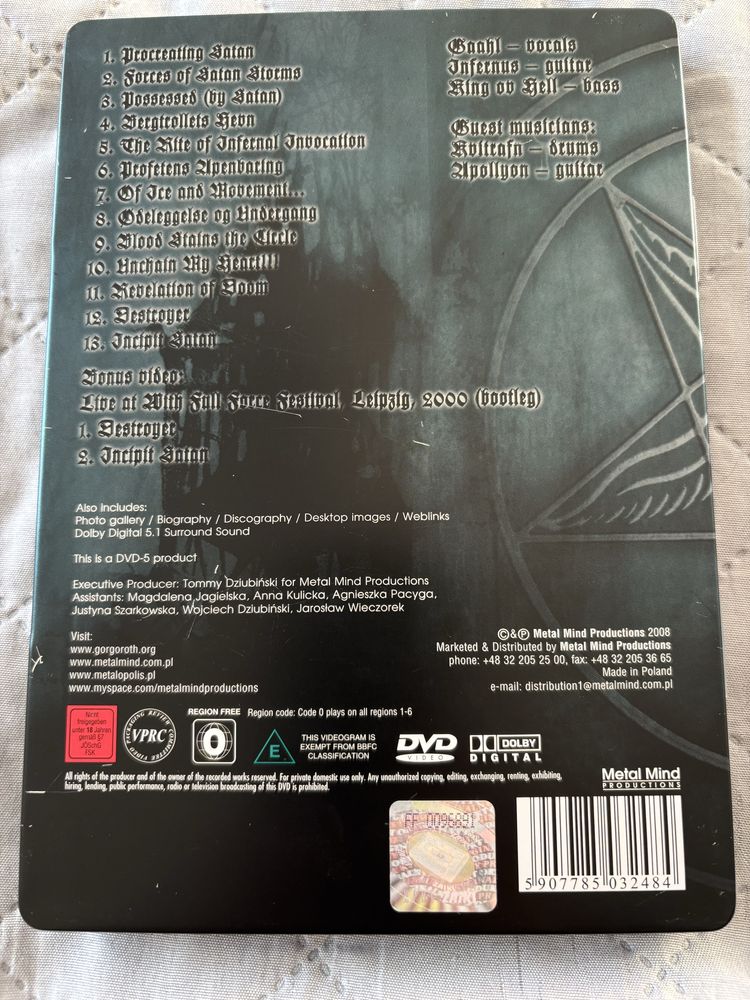 1. Procreating Satan
2. Forces of Satan Storms
3. Possessed (by Satan)
4. Bergtrollets Hevn
5. The Rite of Infernal Invocation
6. Profetens Apenbaring
7. Of Ice and Movement...
8. Odeleggelse og Undergang
9. Blood Stains the Circle
10. Unchain My Heart!!!
11. Revelation of Doom
12. Destroyer
13. Incipit Satan
Bonus video:
Live at With Full Force Festival, Leipzig, 2000 (bootleg)
1. Destroyer
2. Incipit Satan
Gaahl – vocals
Infernus – guitar
King ov Hell – bass
Guest musicians:
Kvitrafn – drums
Apollyon – guitar
Also includes:
Photo gallery / Biography / Discography / Desktop images / Weblinks
Dolby Digital 5.1 Surround Sound
This is a DVD-5 product
Executive Producer: Tommy Dziubiński for Metal Mind Productions
Assistants: Magdalena Jagielska, Anna Kulicka, Agnieszka Pacyga,
Justyna Szarkowska, Wojciech Dziubiński, Jarosław Wieczorek
Visit:
www.gorgoroth.org
www.metalmind.com.pl
www.metalopolis.pl
www.myspace.com/metalmindproductions
©&℗ Metal Mind Productions 2008
Marketed & Distributed by Metal Mind Productions
phone: +48 32 205 25 00, fax: +48 32 205 36 65
Made in Poland
e-mail: distribution1@metalmind.com.pl
Nicht
freigegeben
unter 18 Jahren
gemäß §7
JÖSchG
FSK
VPRC
REGION FREE
0
Region code: Code 0 plays on all regions 1-6
E
THIS VIDEOGRAM IS
EXEMPT FROM BBFC
CLASSIFICATION
DVD
VIDEO
DOLBY
DIGITAL
All rights of the producer and of the owner of the recorded works reserved. For private domestic use only. Any unauthorized copying, editing, exchanging, renting, exhibiting,
hiring, lending, public performance, radio or television broadcasting of this DVD is prohibited.
Metal Mind
PRODUCTIONS
FF 0095891
5 907785 032484